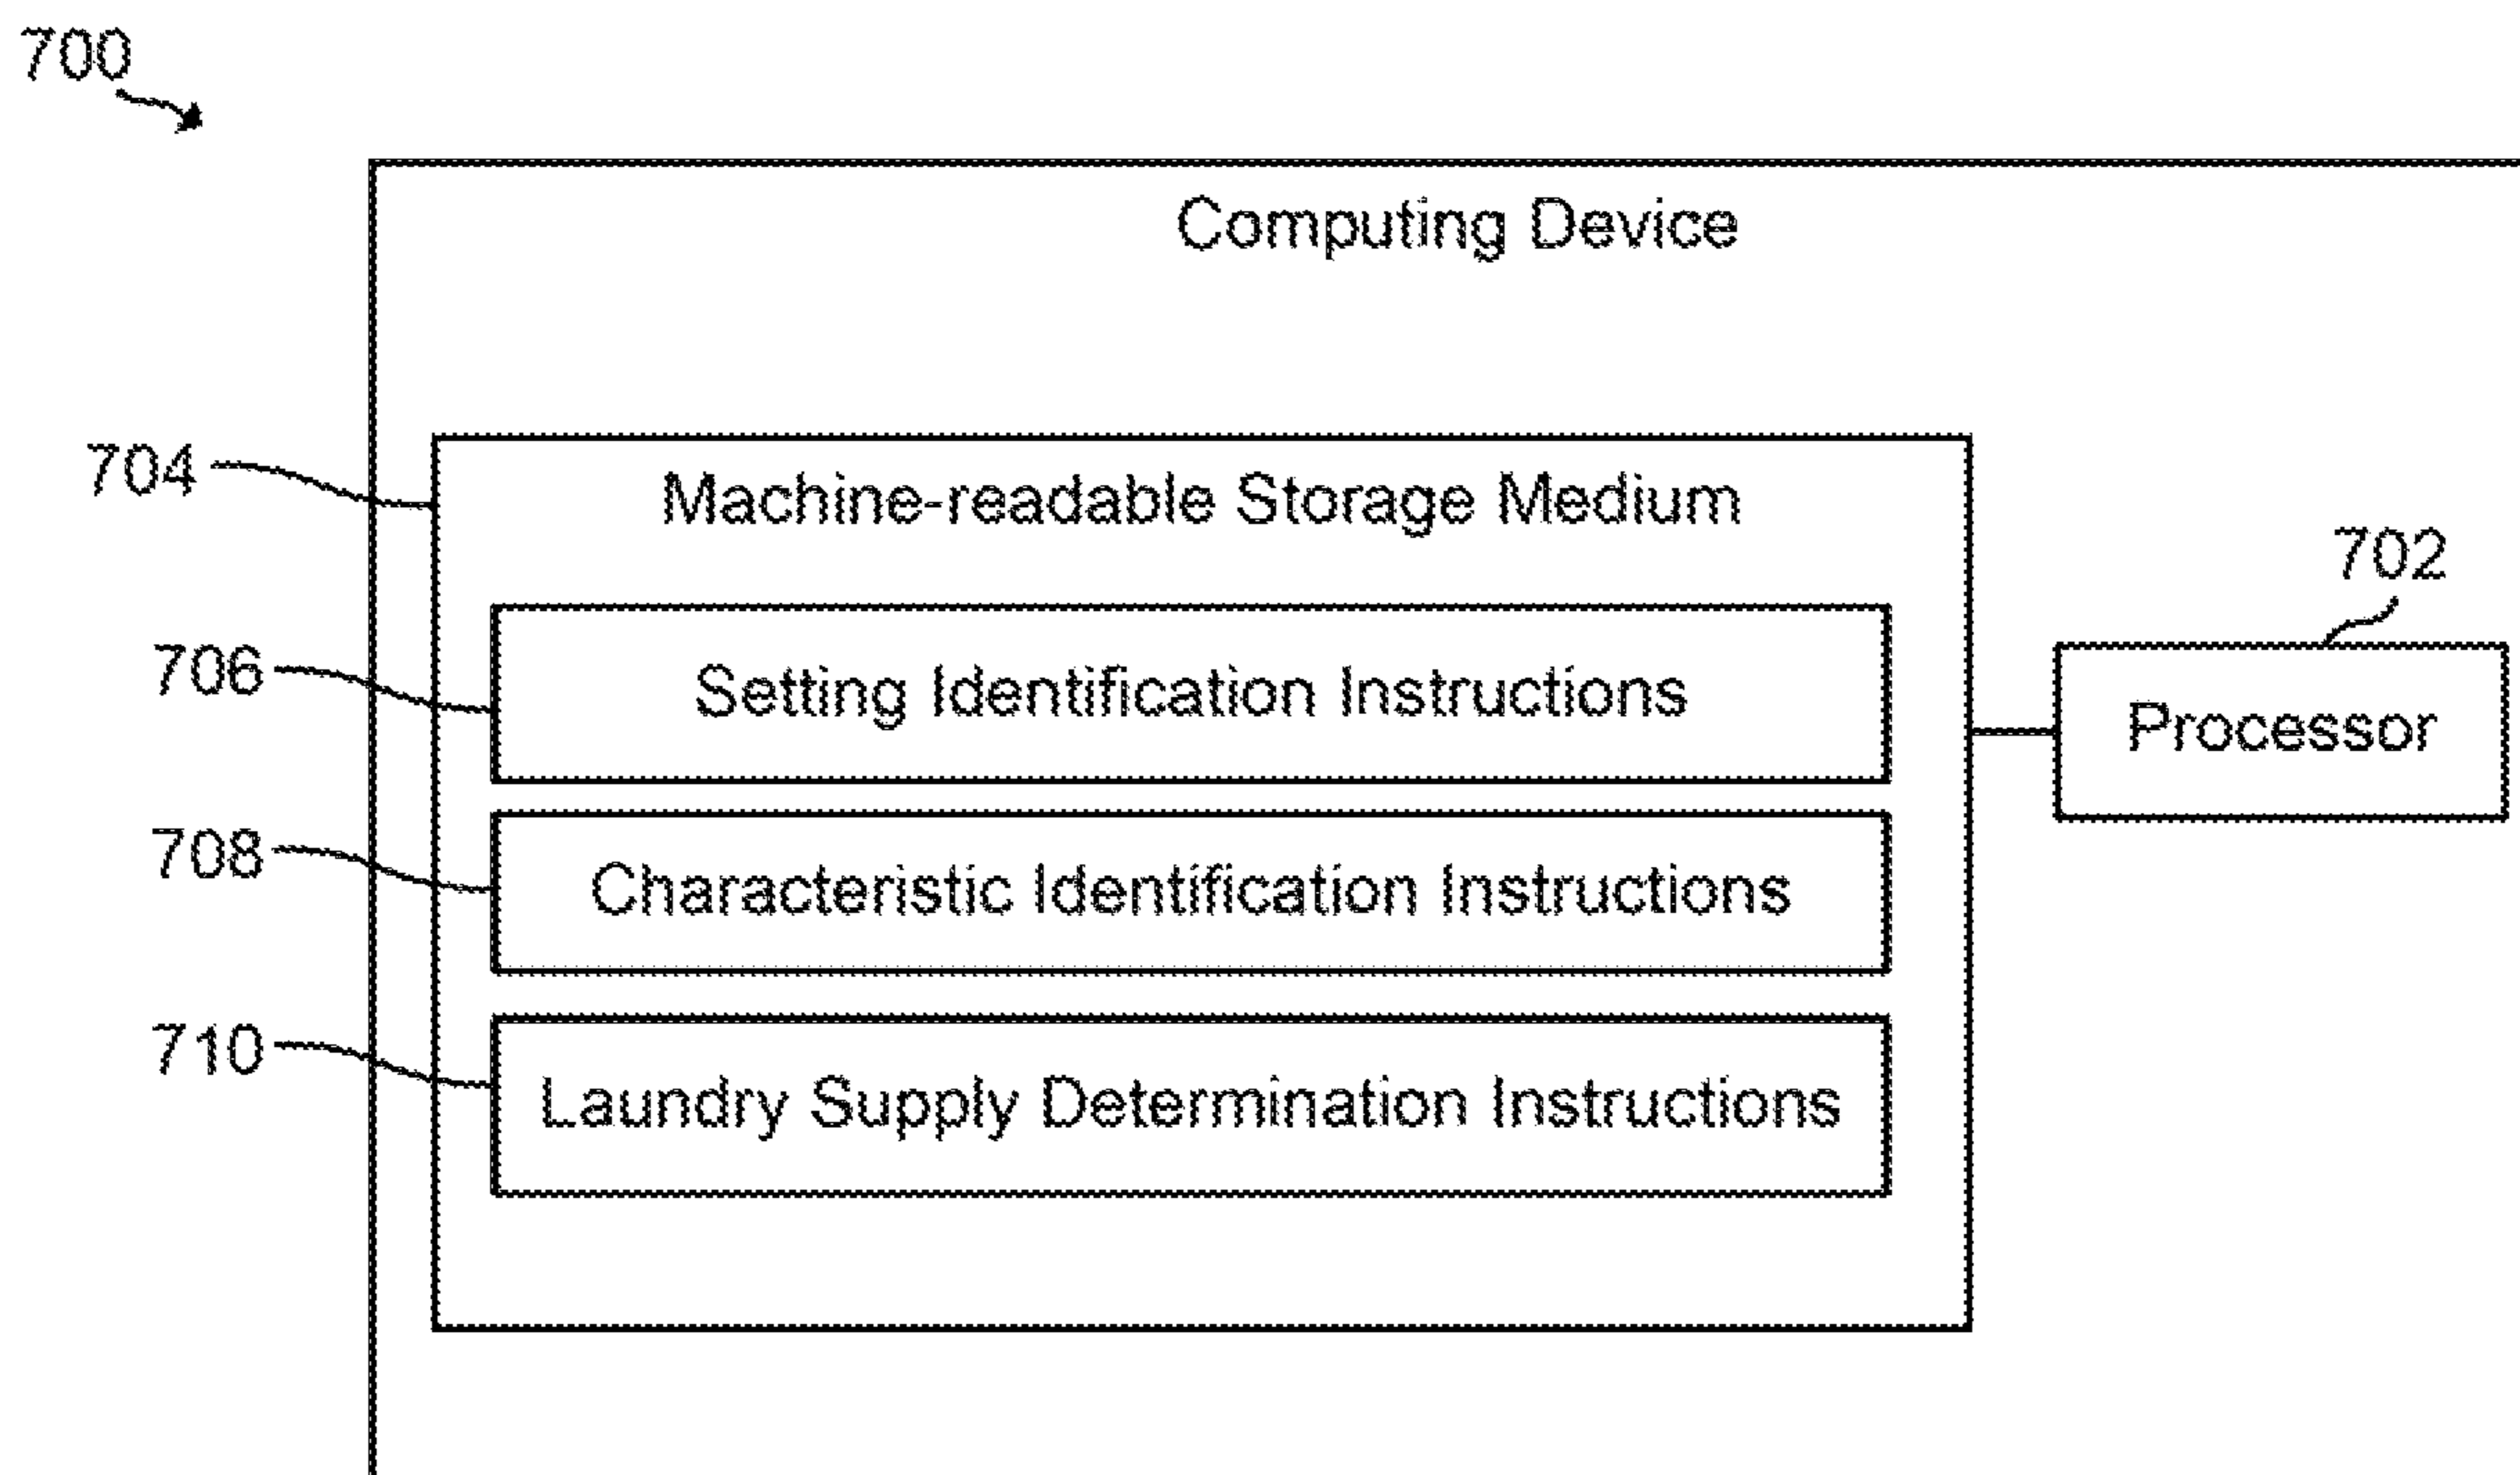 700
Computing Device
704
Machine-readable Storage Medium
702
706
Setting Identification Instructions
Processor
708
Characteristic Identification Instructions
710
Laundry Supply Determination Instructions